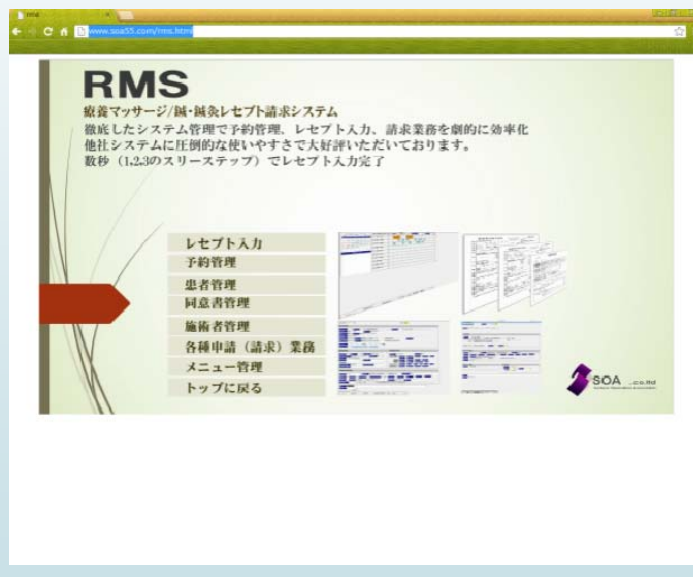 rms
www.soa55.com/rms.html
RMS
療養マッサージ/鍼・鍼灸レセプト請求システム
徹底したシステム管理で予約管理、レセプト入力、請求業務を劇的に効率化
他社システムに圧倒的な使いやすさで大好評いただいております。
数秒（1,2,3のスリーステップ）でレセプト入力完了
レセプト入力
予約管理
患者管理
同意書管理
施術者管理
各種申請（請求）業務
メニュー管理
トップに戻る
SOA .,co.ltd